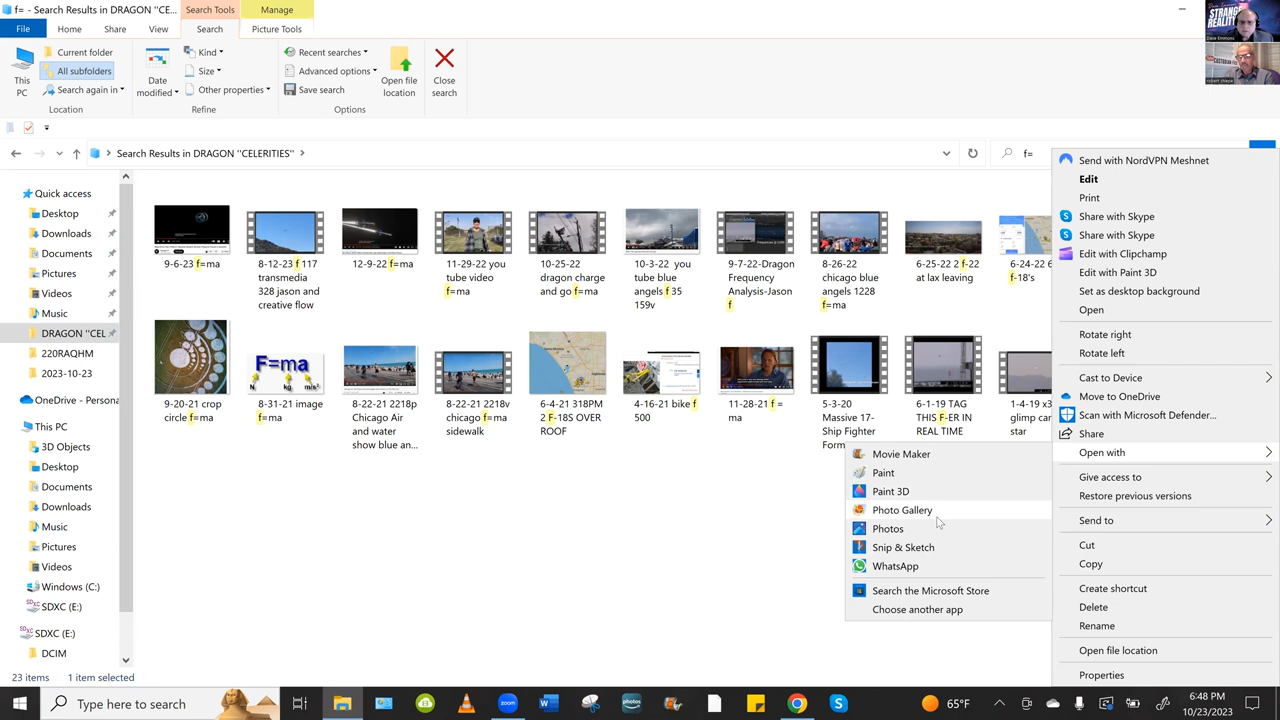 f= - Search Results in DRAGON "CE...
Search Tools
Manage
File
Home
Share
View
Search
Picture Tools
This PC
Current folder
All subfolders
Search again in
Location
Date modified
Kind
Size
Other properties
Refine
Recent searches
Advanced options
Save search
Open file location
Options
Close search
Search Results in DRAGON ''CELERITIES''
f=
STRANGE
REALITY
Dave Emmons
Quick access
Desktop
Downloads
Documents
Pictures
Videos
Music
DRAGON ''CEL
220RAQHM
2023-10-23
OneDrive - Persona
This PC
3D Objects
Desktop
Documents
Downloads
Music
Pictures
Videos
Windows (C:)
SDXC (E:)
SDXC (E:)
DCIM
9-6-23 f=ma
8-12-23 f 117
transmedia
328 jason and
creative flow
12-9-22 f=ma
11-29-22 you
tube video
f=ma
10-25-22
dragon charge
and go f=ma
10-3-22 you
tube blue
angels f 35
159v
9-7-22-Dragon
Frequency
Analysis-Jason
f
8-26-22
chicago blue
angels 1228
f=ma
6-25-22 2 f-22
at lax leaving
6-24-22 6
f-18's
F=ma
N kg m/s²
9-20-21 crop
circle f=ma
8-31-21 image
f=ma
8-22-21 2218p
Chicago Air
and water
show blue an...
8-22-21 2218v
chicago f=ma
sidewalk
6-4-21 318PM
2 F-18S OVER
ROOF
4-16-21 bike f
500
11-28-21 f =
ma
5-3-20
Massive 17-
Ship Fighter
Form
6-1-19 TAG
THIS F-ER IN
REAL TIME
1-4-19 x3
glimp car
star
Send with NordVPN Meshnet
Edit
Print
Share with Skype
Share with Skype
Edit with Clipchamp
Edit with Paint 3D
Set as desktop background
Open
Rotate right
Rotate left
Cast to Device
Move to OneDrive
Scan with Microsoft Defender...
Share
Open with
Give access to
Restore previous versions
Send to
Cut
Copy
Create shortcut
Delete
Rename
Open file location
Properties
Movie Maker
Paint
Paint 3D
Photo Gallery
Photos
Snip & Sketch
WhatsApp
Search the Microsoft Store
Choose another app
23 items
1 item selected
Type here to search
zoom
photos
65°F
6:48 PM
10/23/2023